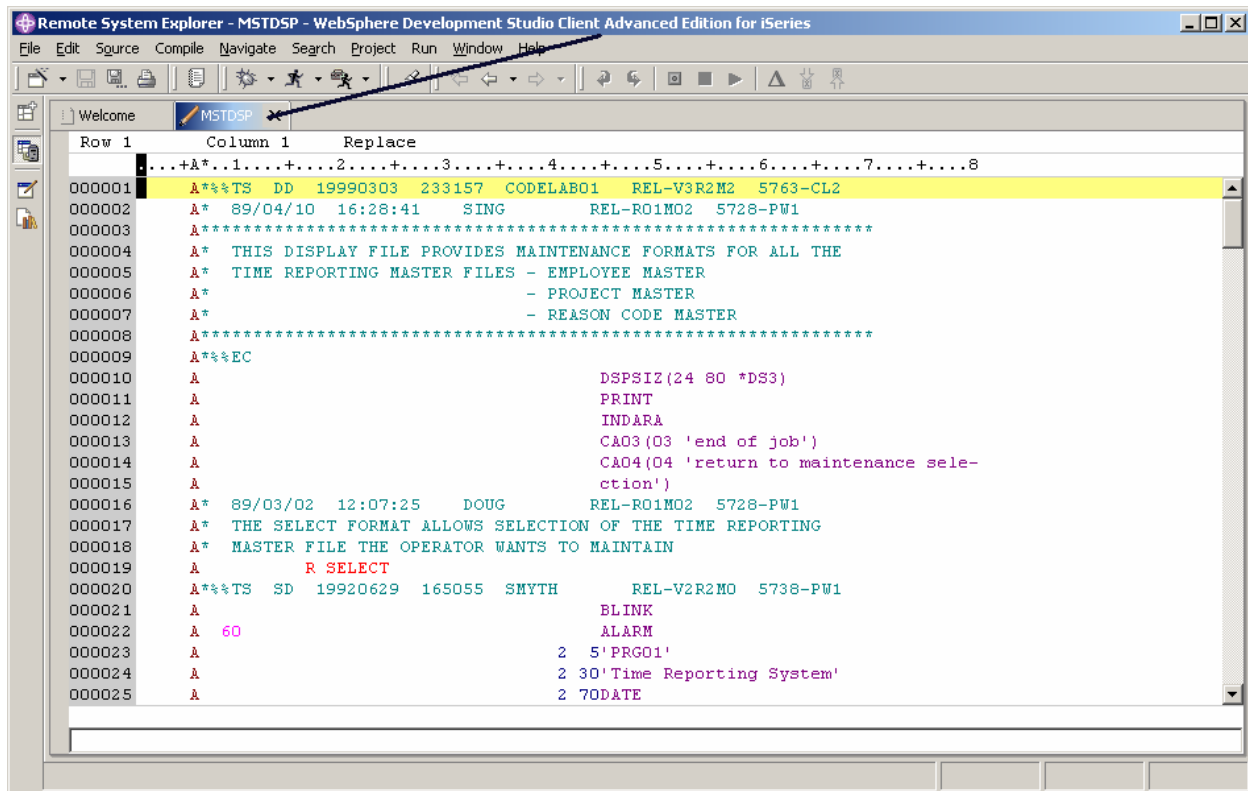 Remote System Explorer - MSTDSP - WebSphere Development Studio Client Advanced Edition for iSeries
File Edit Source Compile Navigate Search Project Run Window Help
Welcome MSTDSP
Row 1 Column 1 Replace
....+A*..1....+....2....+....3....+....4....+....5....+....6....+....7....+....8
000001 A*%%TS DD 19990303 233157 CODELAB01 REL-V3R2M2 5763-CL2
000002 A* 89/04/10 16:28:41 SING REL-R01M02 5728-PW1
000003 A****************************************************************
000004 A* THIS DISPLAY FILE PROVIDES MAINTENANCE FORMATS FOR ALL THE
000005 A* TIME REPORTING MASTER FILES - EMPLOYEE MASTER
000006 A* - PROJECT MASTER
000007 A* - REASON CODE MASTER
000008 A****************************************************************
000009 A*%%EC
000010 A DSPSIZ(24 80 *DS3)
000011 A PRINT
000012 A INDARA
000013 A CA03(03 'end of job')
000014 A CA04(04 'return to maintenance sele-
000015 A ction')
000016 A* 89/03/02 12:07:25 DOUG REL-R01M02 5728-PW1
000017 A* THE SELECT FORMAT ALLOWS SELECTION OF THE TIME REPORTING
000018 A* MASTER FILE THE OPERATOR WANTS TO MAINTAIN
000019 A R SELECT
000020 A*%%TS SD 19920629 165055 SMYTH REL-V2R2M0 5738-PW1
000021 A BLINK
000022 A 60 ALARM
000023 A 2 5'PRG01'
000024 A 2 30'Time Reporting System'
000025 A 2 70DATE